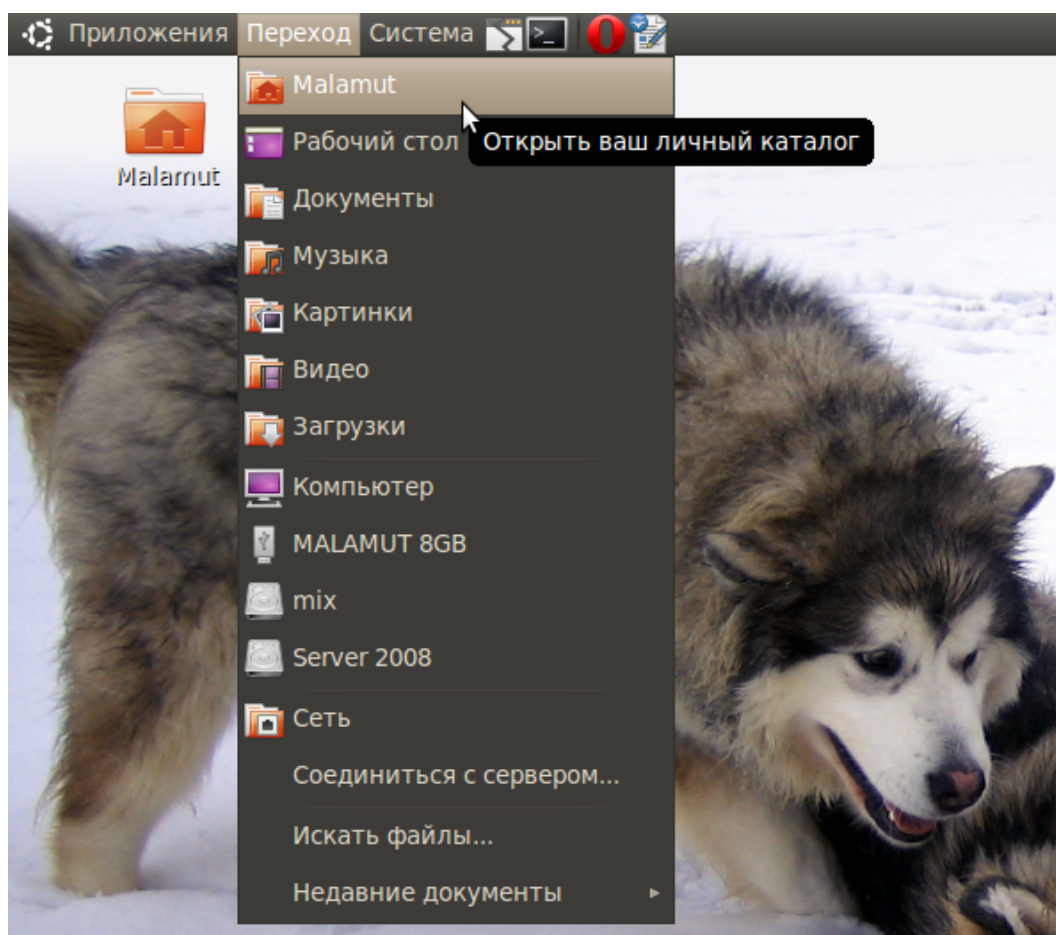 Приложения Переход Система
Malamut
Открыть ваш личный каталог
Рабочий стол
Malamut
Документы
Музыка
Картинки
Видео
Загрузки
Компьютер
MALAMUT 8GB
mix
Server 2008
Сеть
Соединиться с сервером...
Искать файлы...
Недавние документы